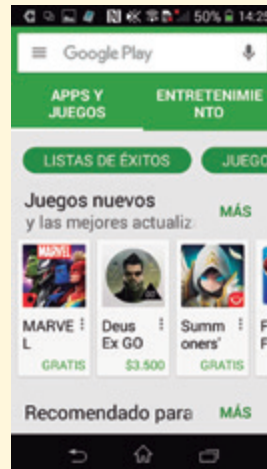 50% 14:25
Google Play
APPS Y
JUEGOS
ENTRETENIMIE
NTO
LISTAS DE ÉXITOS
JUEGO
Juegos nuevos
y las mejores actualiz
MÁS
MARVEL
MARVE
L
GRATIS
Deus
Ex GO
$3.500
Summ
oners'
GRATIS
F
F
Recomendado para
MÁS